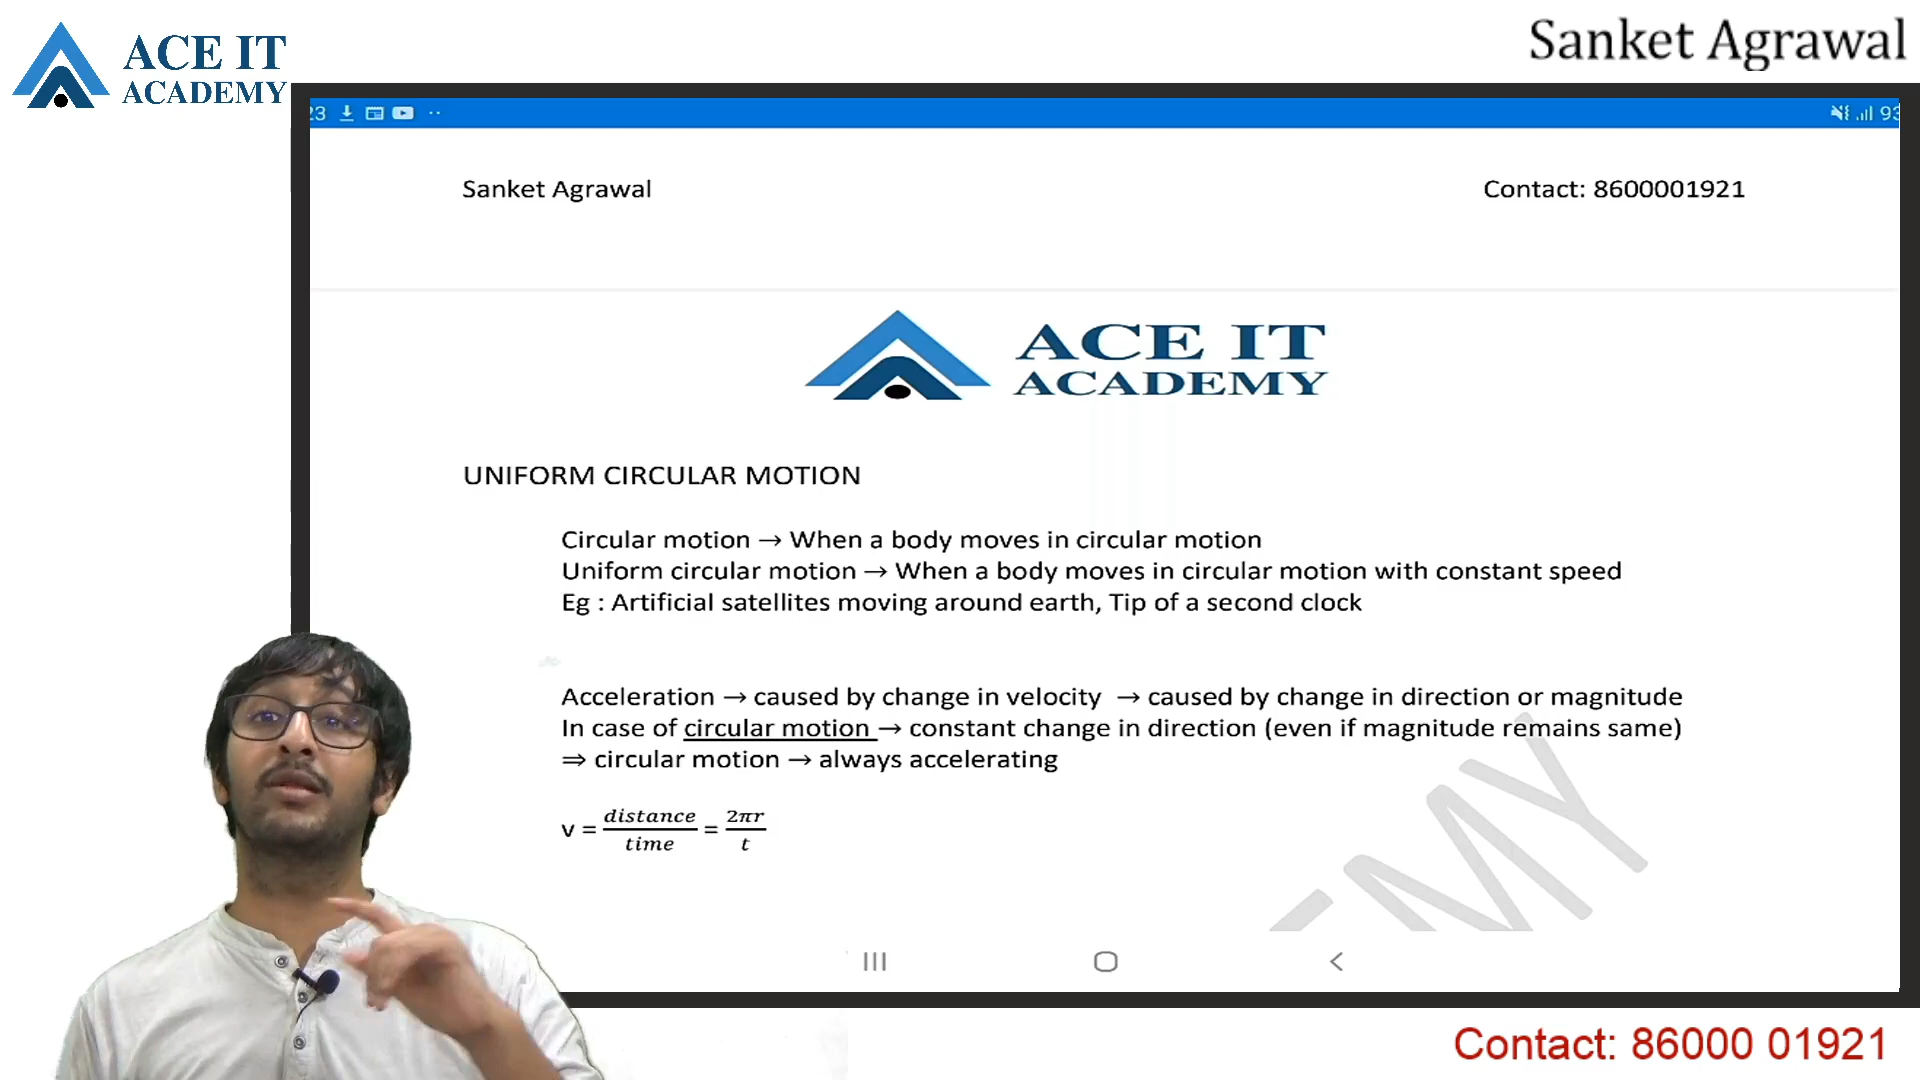 ACE IT
ACADEMY
Sanket Agrawal
23
93
Sanket Agrawal
Contact: 8600001921
ACE IT
ACADEMY
UNIFORM CIRCULAR MOTION
Circular motion → When a body moves in circular motion
Uniform circular motion → When a body moves in circular motion with constant speed
Eg : Artificial satellites moving around earth, Tip of a second clock
Acceleration → caused by change in velocity → caused by change in direction or magnitude
In case of circular motion → constant change in direction (even if magnitude remains same)
⇒ circular motion → always accelerating
v = distance/time = 2πr/t
EMY
Contact: 86000 01921